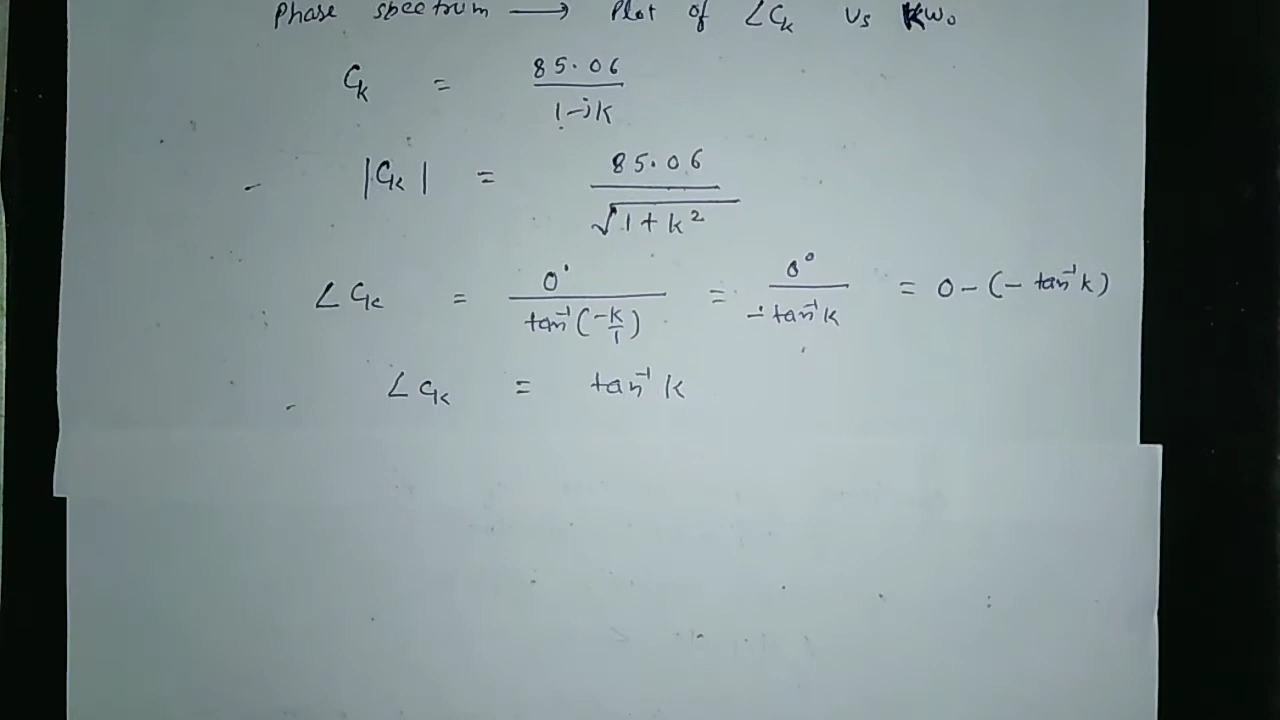 Phase spectrum ⟶ Plot of ∠Ck Vs Kω₀
Ck = 85.06 / 1-jk
|Ck| = 85.06 / √1+k²
∠Ck = 0° / tan⁻¹(-k/1) = 0° / -tan⁻¹k = 0-(-tan⁻¹k)
∠Ck = tan⁻¹ k